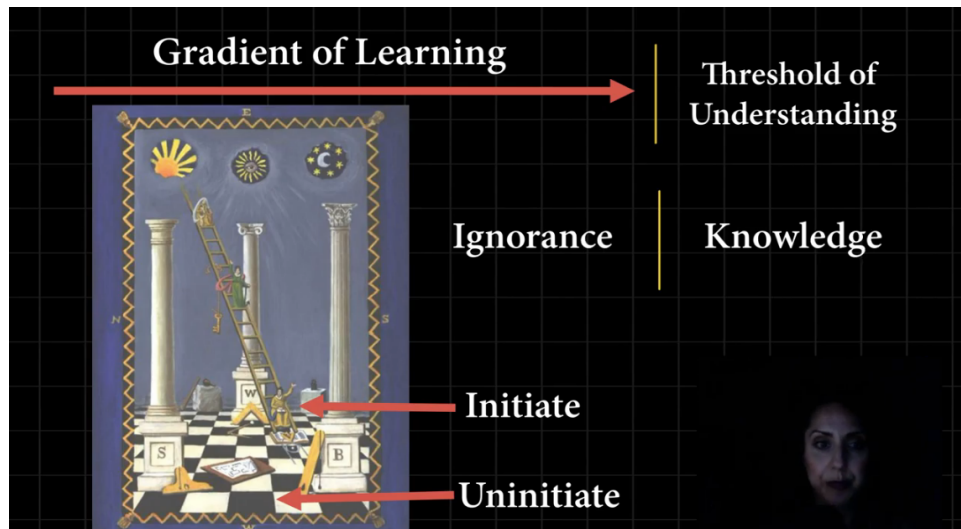 Gradient of Learning
Threshold of
Understanding
E
Ignorance
Knowledge
N
S
W
Initiate
S
B
Uninitiate
W